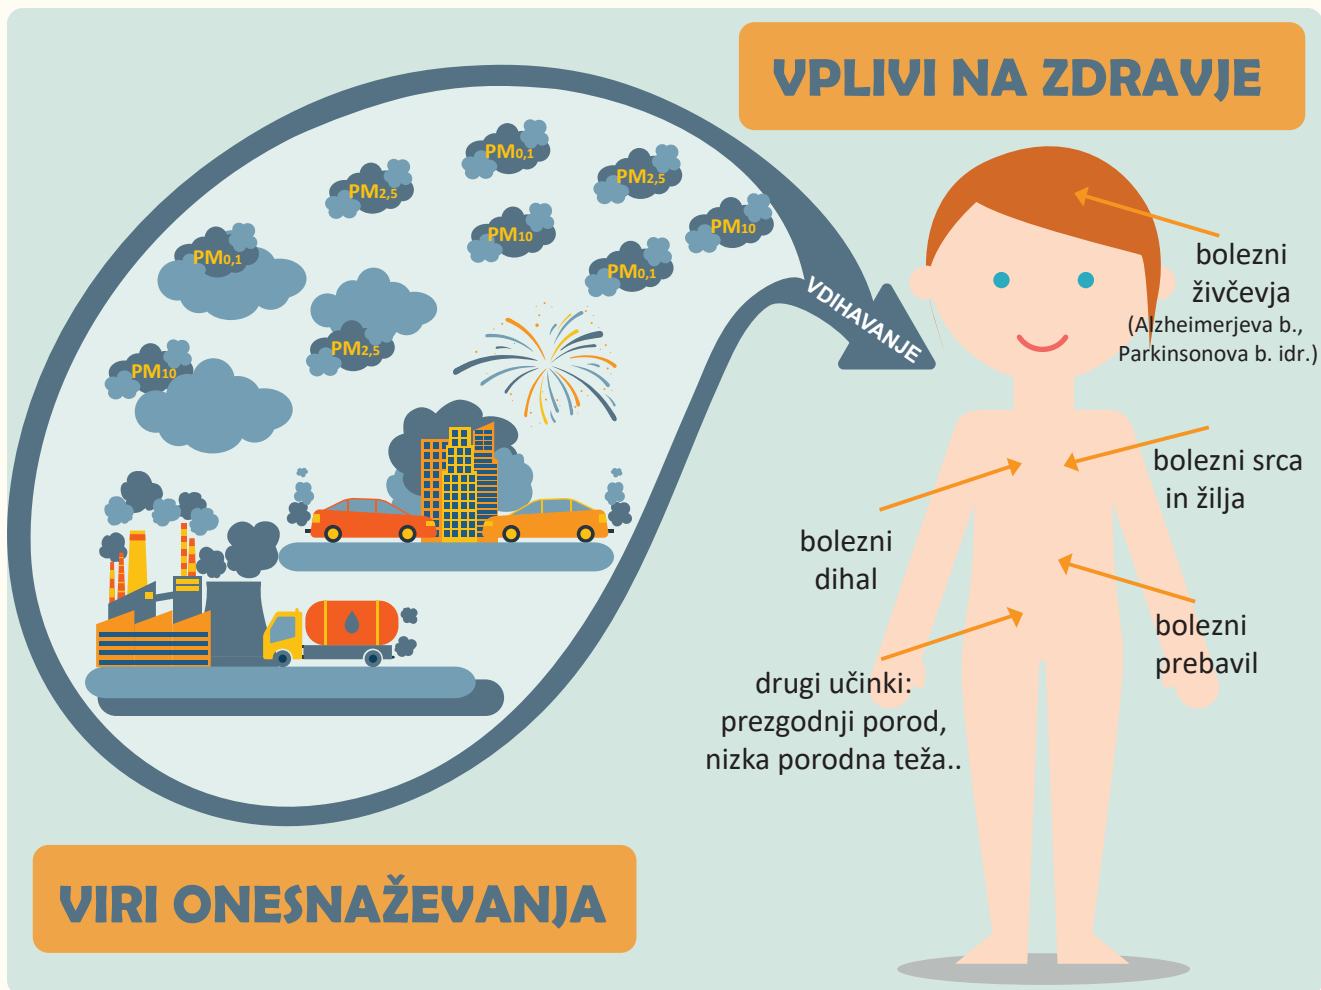 VPLIVI NA ZDRAVJE
PM0,1
PM2,5
PM2,5
PM10
PM10
PM0,1
PM0,1
PM2,5
PM10
VDIHAVANJE
bolezni
živčevja
(Alzheimerjeva b.,
Parkinsonova b. idr.)
bolezni srca
in žilja
bolezni
dihal
bolezni
prebavil
drugi učinki:
prezgodnji porod,
nizka porodna teža..
VIRI ONESNAŽEVANJA